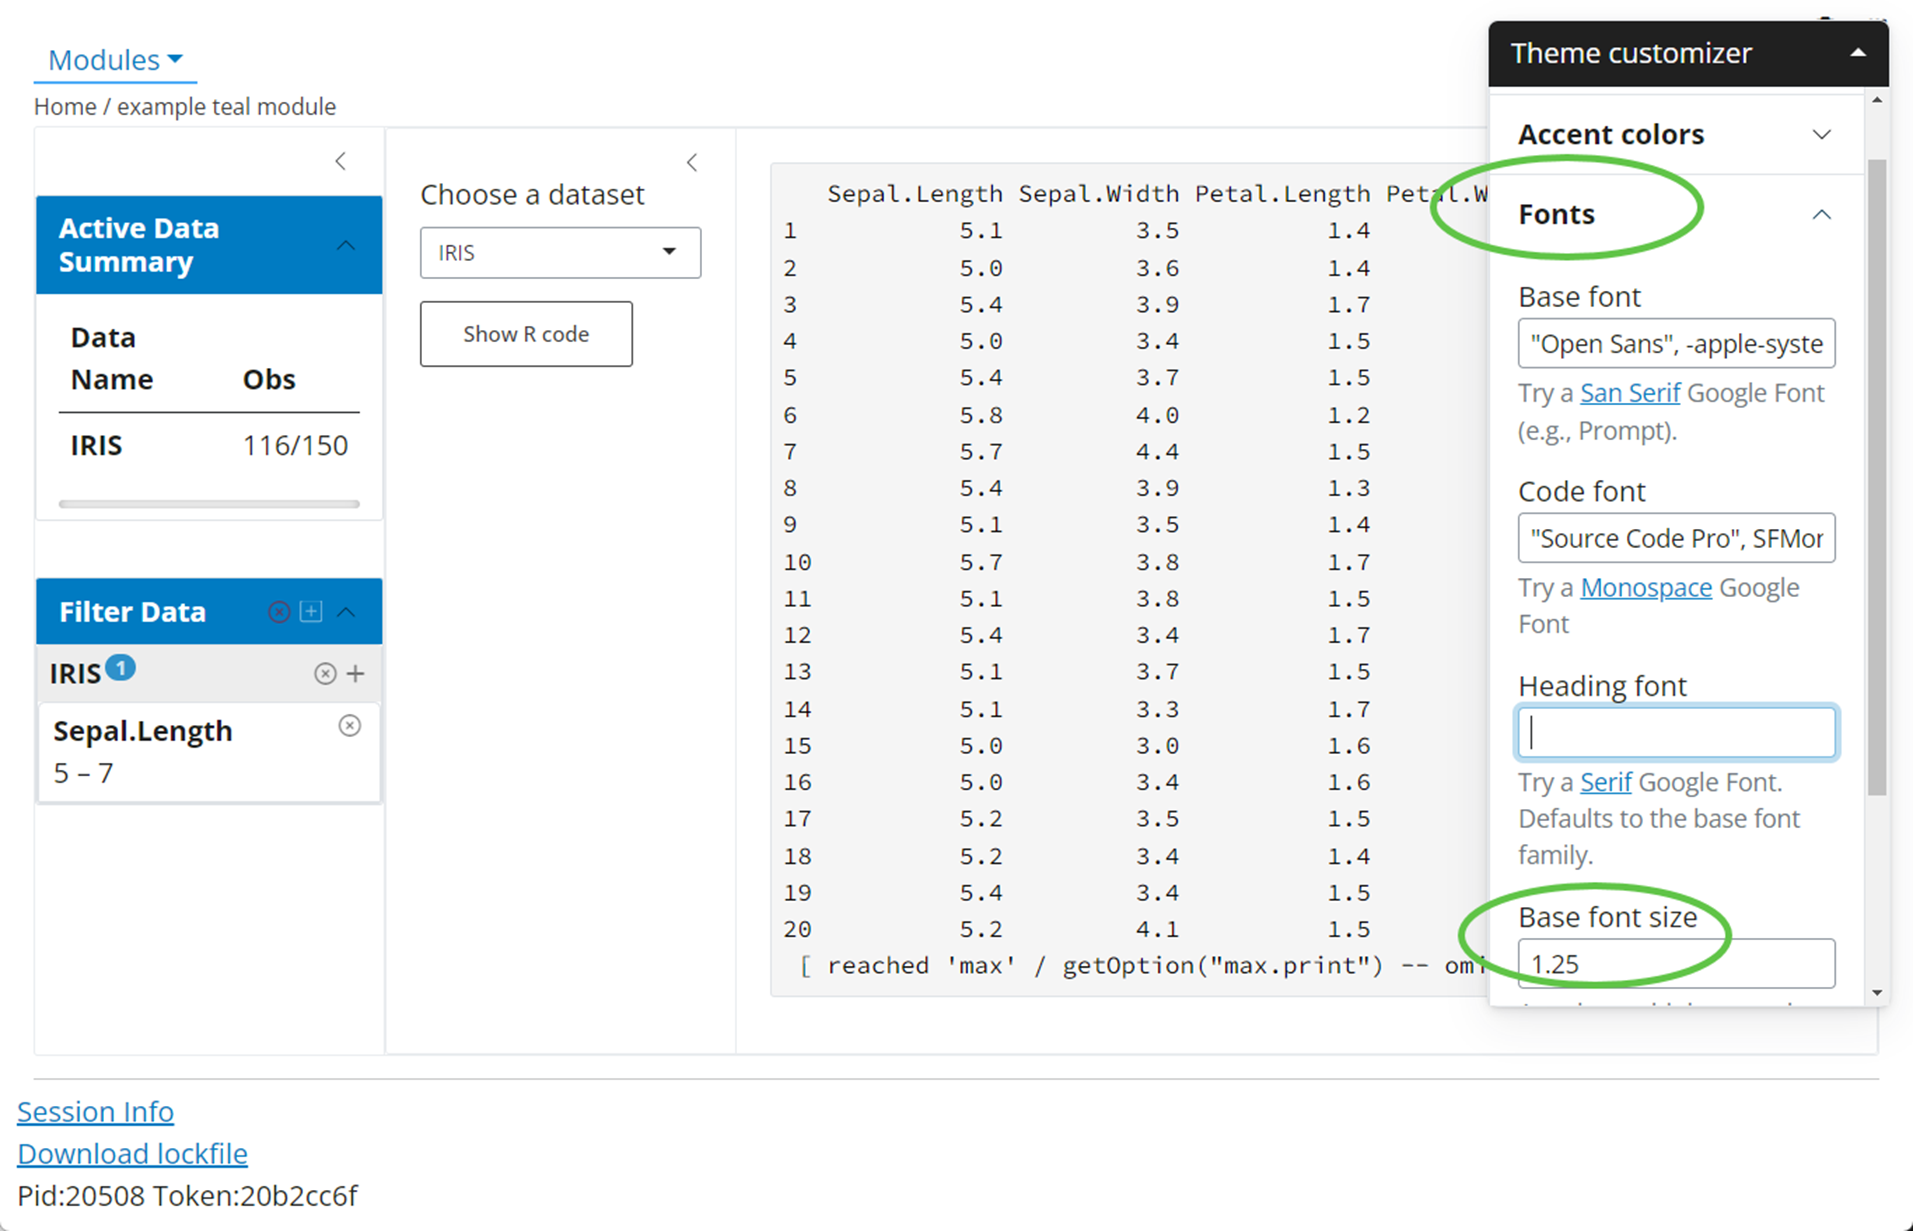 Modules
Home / example teal module
Active Data
Summary
Data
Name Obs
IRIS 116/150
Filter Data
IRIS 1
Sepal.Length
5 – 7
Choose a dataset
IRIS
Show R code
Sepal.Length Sepal.Width Petal.Length Petal.W
1 5.1 3.5 1.4
2 5.0 3.6 1.4
3 5.4 3.9 1.7
4 5.0 3.4 1.5
5 5.4 3.7 1.5
6 5.8 4.0 1.2
7 5.7 4.4 1.5
8 5.4 3.9 1.3
9 5.1 3.5 1.4
10 5.7 3.8 1.7
11 5.1 3.8 1.5
12 5.4 3.4 1.7
13 5.1 3.7 1.5
14 5.1 3.3 1.7
15 5.0 3.0 1.6
16 5.0 3.4 1.6
17 5.2 3.5 1.5
18 5.2 3.4 1.4
19 5.4 3.4 1.5
20 5.2 4.1 1.5
[ reached 'max' / getOption("max.print") -- omi
Theme customizer
Accent colors
Fonts
Base font
"Open Sans", -apple-syste
Try a San Serif Google Font
(e.g., Prompt).
Code font
"Source Code Pro", SFMor
Try a Monospace Google
Font
Heading font
Try a Serif Google Font.
Defaults to the base font
family.
Base font size
1.25
Session Info
Download lockfile
Pid:20508 Token:20b2cc6f